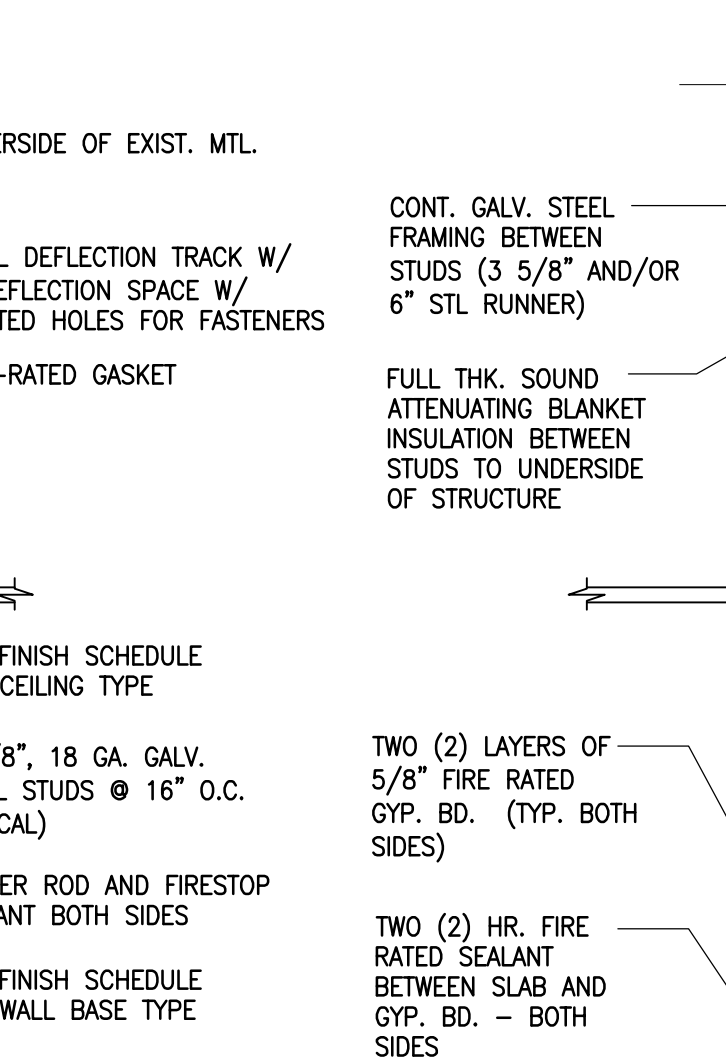 ERSIDE OF EXIST. MTL.
L DEFLECTION TRACK W/
EFLECTION SPACE W/
TED HOLES FOR FASTENERS
-RATED GASKET
FINISH SCHEDULE
CEILING TYPE
/8", 18 GA. GALV.
L STUDS @ 16" O.C.
CAL)
ER ROD AND FIRESTOP
ANT BOTH SIDES
FINISH SCHEDULE
WALL BASE TYPE
CONT. GALV. STEEL
FRAMING BETWEEN
STUDS (3 5/8" AND/OR
6" STL RUNNER)
FULL THK. SOUND
ATTENUATING BLANKET
INSULATION BETWEEN
STUDS TO UNDERSIDE
OF STRUCTURE
TWO (2) LAYERS OF
5/8" FIRE RATED
GYP. BD. (TYP. BOTH
SIDES)
TWO (2) HR. FIRE
RATED SEALANT
BETWEEN SLAB AND
GYP. BD. – BOTH
SIDES